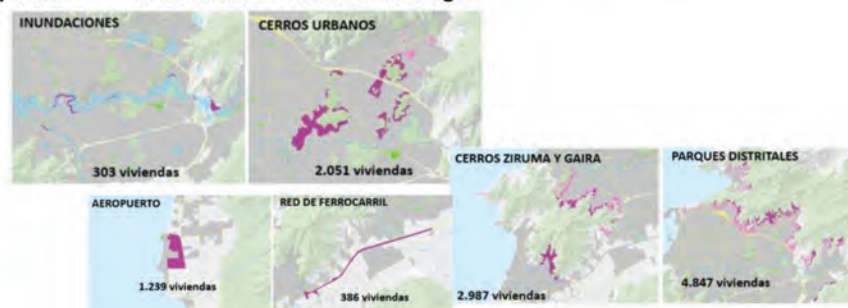 INUNDACIONES
303 viviendas
CERROS URBANOS
2.051 viviendas
AEROPUERTO
1.239 viviendas
RED DE FERROCARRIL
386 viviendas
CERROS ZIRUMA Y GAIRA
2.987 viviendas
PARQUES DISTRITALES
4.847 viviendas